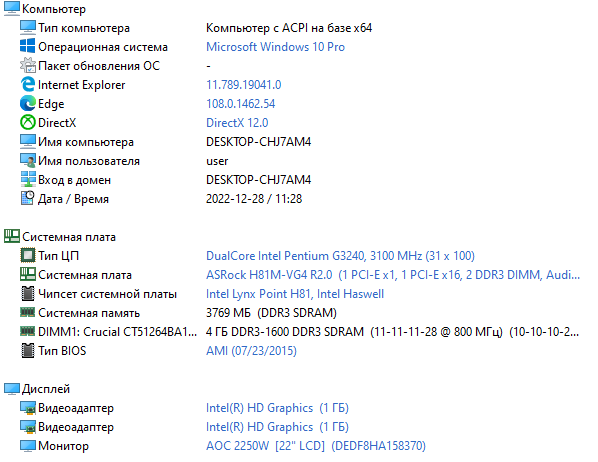 Компьютер
Тип компьютера Компьютер с ACPI на базе x64
Операционная система Microsoft Windows 10 Pro
Пакет обновления ОС -
Internet Explorer 11.789.19041.0
Edge 108.0.1462.54
DirectX DirectX 12.0
Имя компьютера DESKTOP-CHJ7AM4
Имя пользователя user
Вход в домен DESKTOP-CHJ7AM4
Дата / Время 2022-12-28 / 11:28
Системная плата
Тип ЦП DualCore Intel Pentium G3240, 3100 MHz (31 x 100)
Системная плата ASRock H81M-VG4 R2.0 (1 PCI-E x1, 1 PCI-E x16, 2 DDR3 DIMM, Audi...
Чипсет системной платы Intel Lynx Point H81, Intel Haswell
Системная память 3769 МБ (DDR3 SDRAM)
DIMM1: Crucial CT51264BA1... 4 ГБ DDR3-1600 DDR3 SDRAM (11-11-11-28 @ 800 МГц) (10-10-10-2...
Тип BIOS AMI (07/23/2015)
Дисплей
Видеоадаптер Intel(R) HD Graphics (1 ГБ)
Видеоадаптер Intel(R) HD Graphics (1 ГБ)
Монитор AOC 2250W [22" LCD] (DEDF8HA158370)